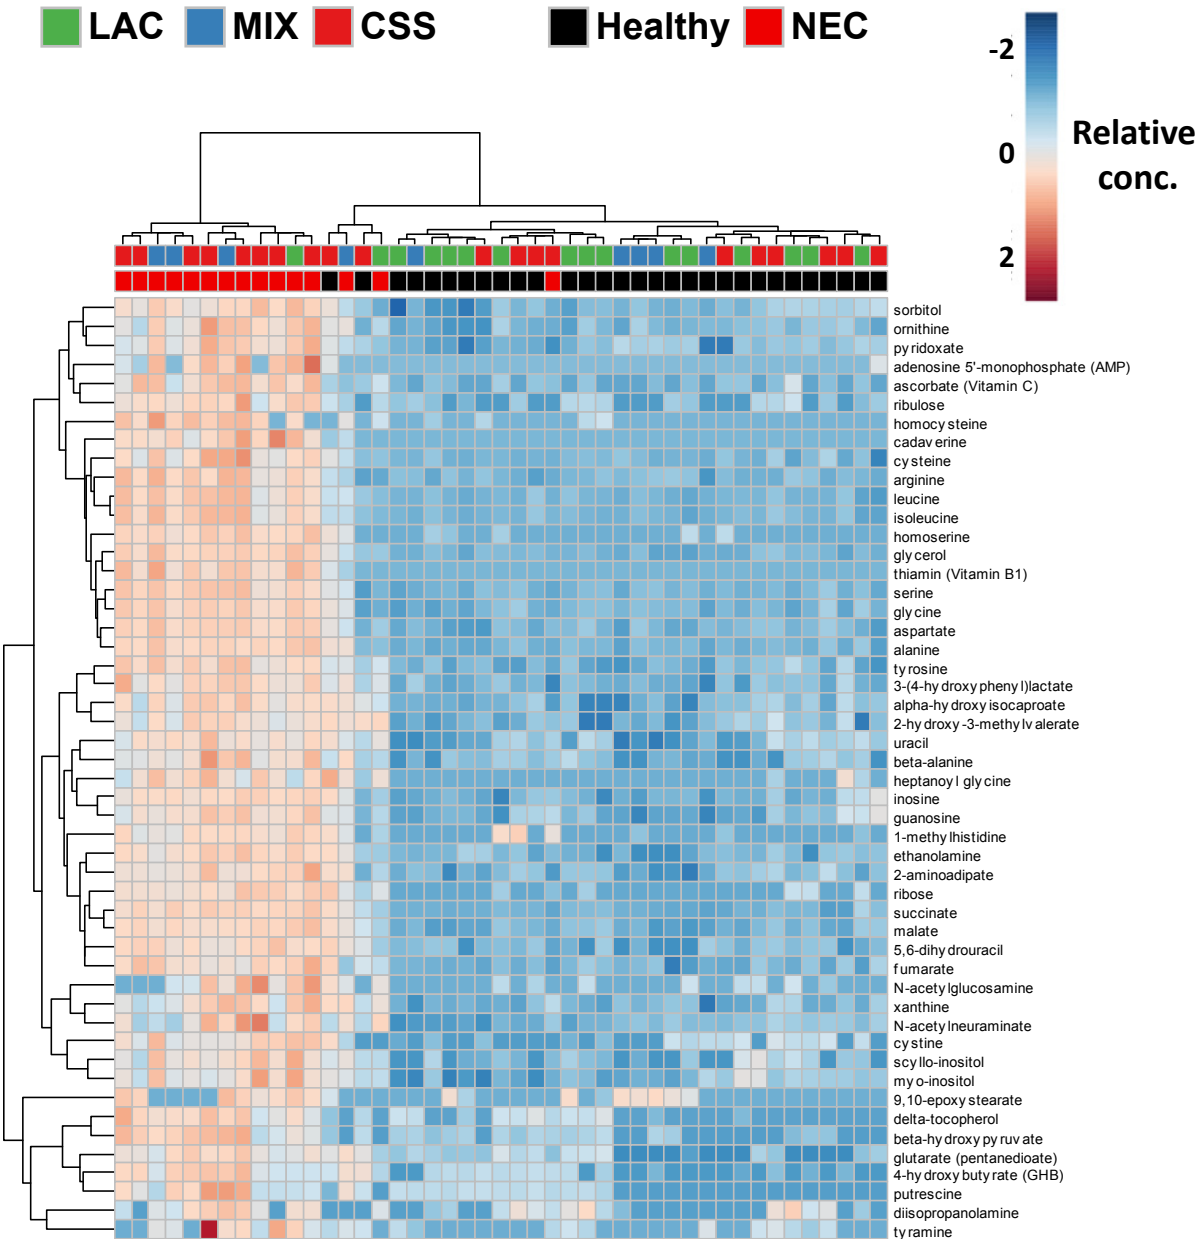 LAC MIX CSS Healthy NEC
-2
0
2
Relative
conc.
sorbitol
ornithine
pyridoxate
adenosine 5'-monophosphate (AMP)
ascorbate (Vitamin C)
ribulose
homocysteine
cadaverine
cysteine
arginine
leucine
isoleucine
homoserine
glycerol
thiamin (Vitamin B1)
serine
glycine
aspartate
alanine
tyrosine
3-(4-hydroxyphenyl)lactate
alpha-hydroxyisocaproate
2-hydroxy-3-methylvalerate
uracil
beta-alanine
heptanoyl glycine
inosine
guanosine
1-methylhistidine
ethanolamine
2-aminoadipate
ribose
succinate
malate
5,6-dihydrouracil
fumarate
N-acetylglucosamine
xanthine
N-acetylneuraminate
cystine
scyllo-inositol
myo-inositol
9,10-epoxystearate
delta-tocopherol
beta-hydroxypyruvate
glutarate (pentanedioate)
4-hydroxybutyrate (GHB)
putrescine
diisopropanolamine
tyramine